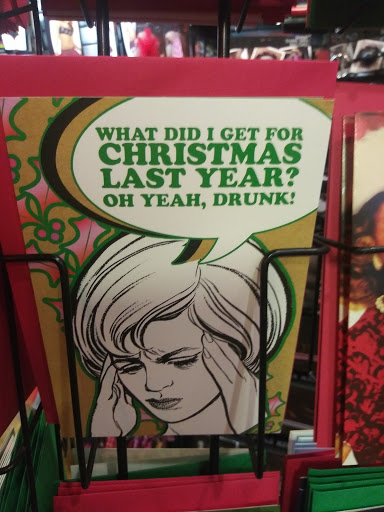 WHAT DID I GET FOR
CHRISTMAS
LAST YEAR?
OH YEAH, DRUNK!